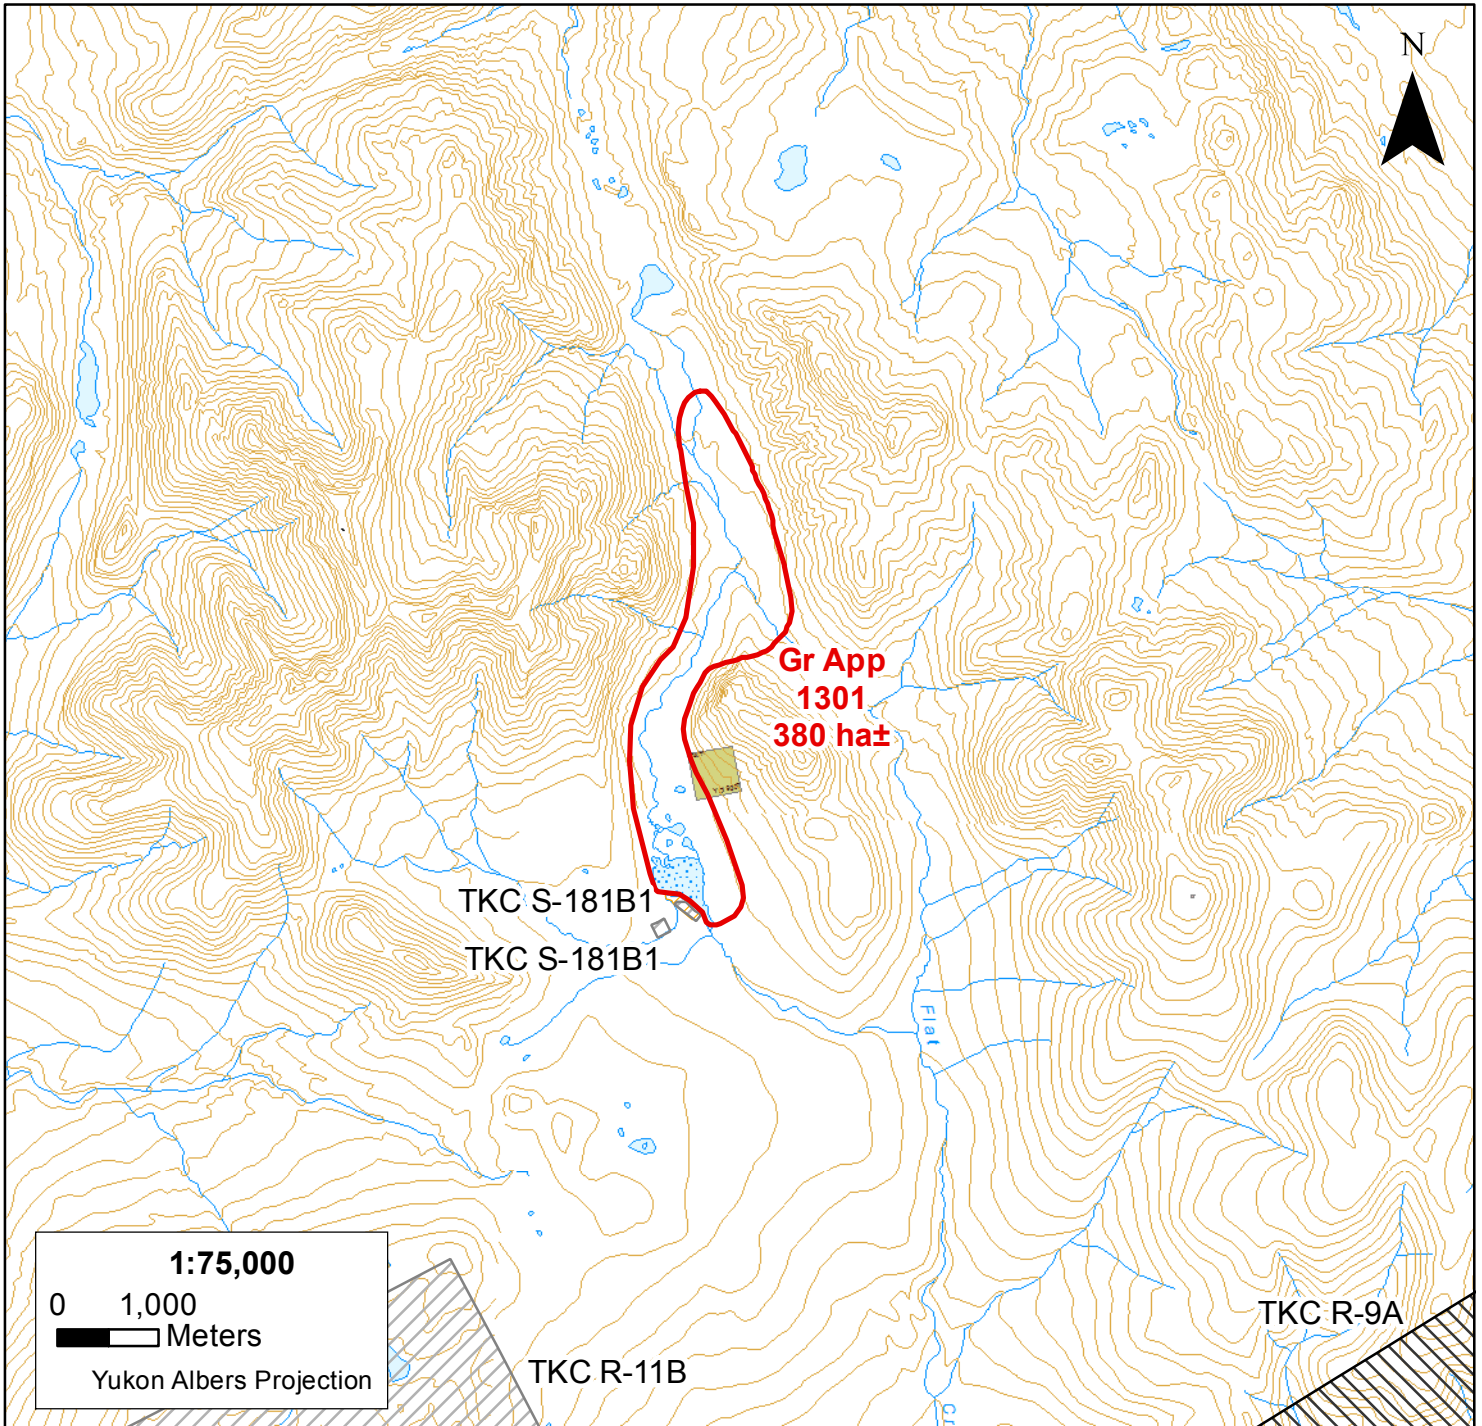 N
Gr App
1301
380 ha±
TKC S-181B1
TKC S-181B1
Flat
Cr
1:75,000
0 1,000
Meters
Yukon Albers Projection
TKC R-11B
TKC R-9A